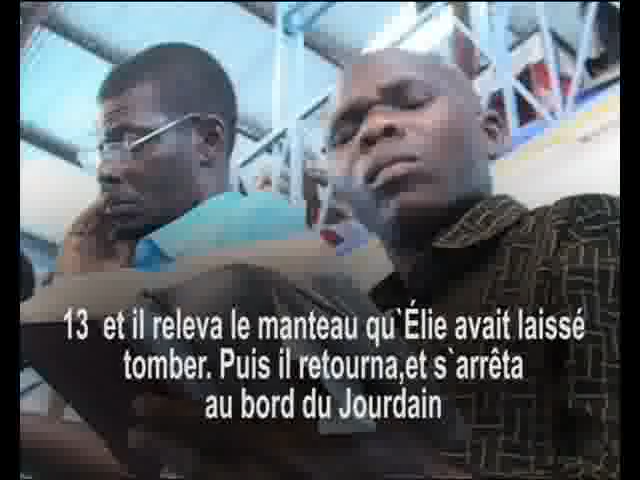 13 et il releva le manteau qu`Élie avait laissé
tomber. Puis il retourna,et s`arrêta
au bord du Jourdain